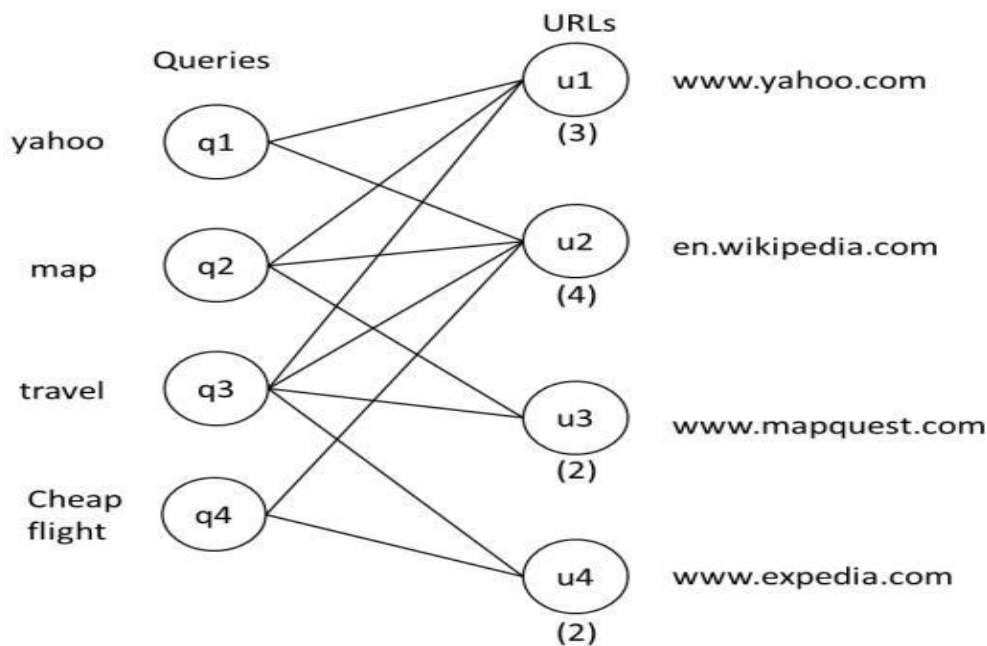 Queries
URLs
yahoo
q1
u1
www.yahoo.com
(3)
map
q2
u2
en.wikipedia.com
(4)
travel
q3
u3
www.mapquest.com
(2)
Cheap
flight
q4
u4
www.expedia.com
(2)